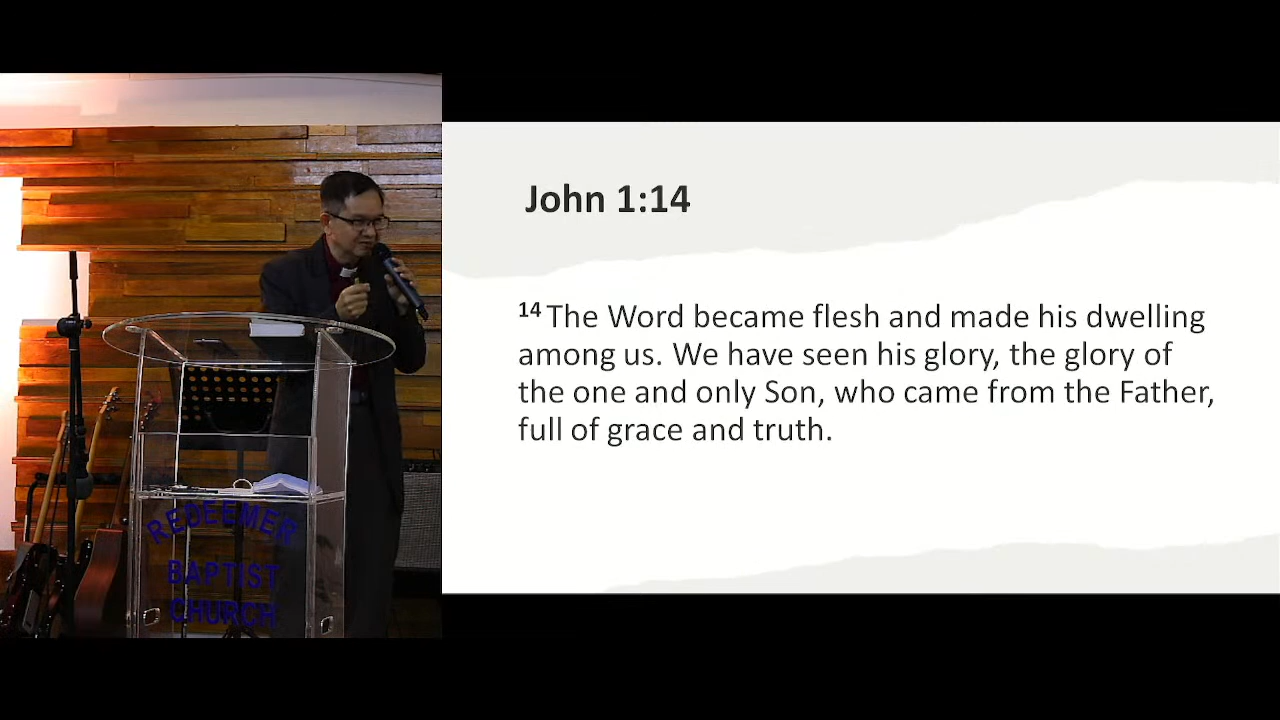 REDEEMER
BAPTIST
CHURCH
John 1:14
14 The Word became flesh and made his dwelling
among us. We have seen his glory, the glory of
the one and only Son, who came from the Father,
full of grace and truth.